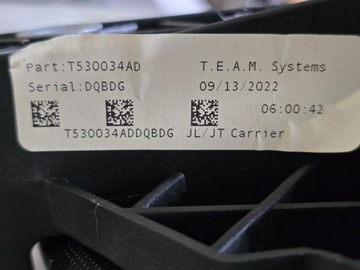 Part:T530034AD T.E.A.M. Systems
Serial:DQBDG 09/13/2022
06:00:42
T530034ADDQBDG JL/JT Carrier